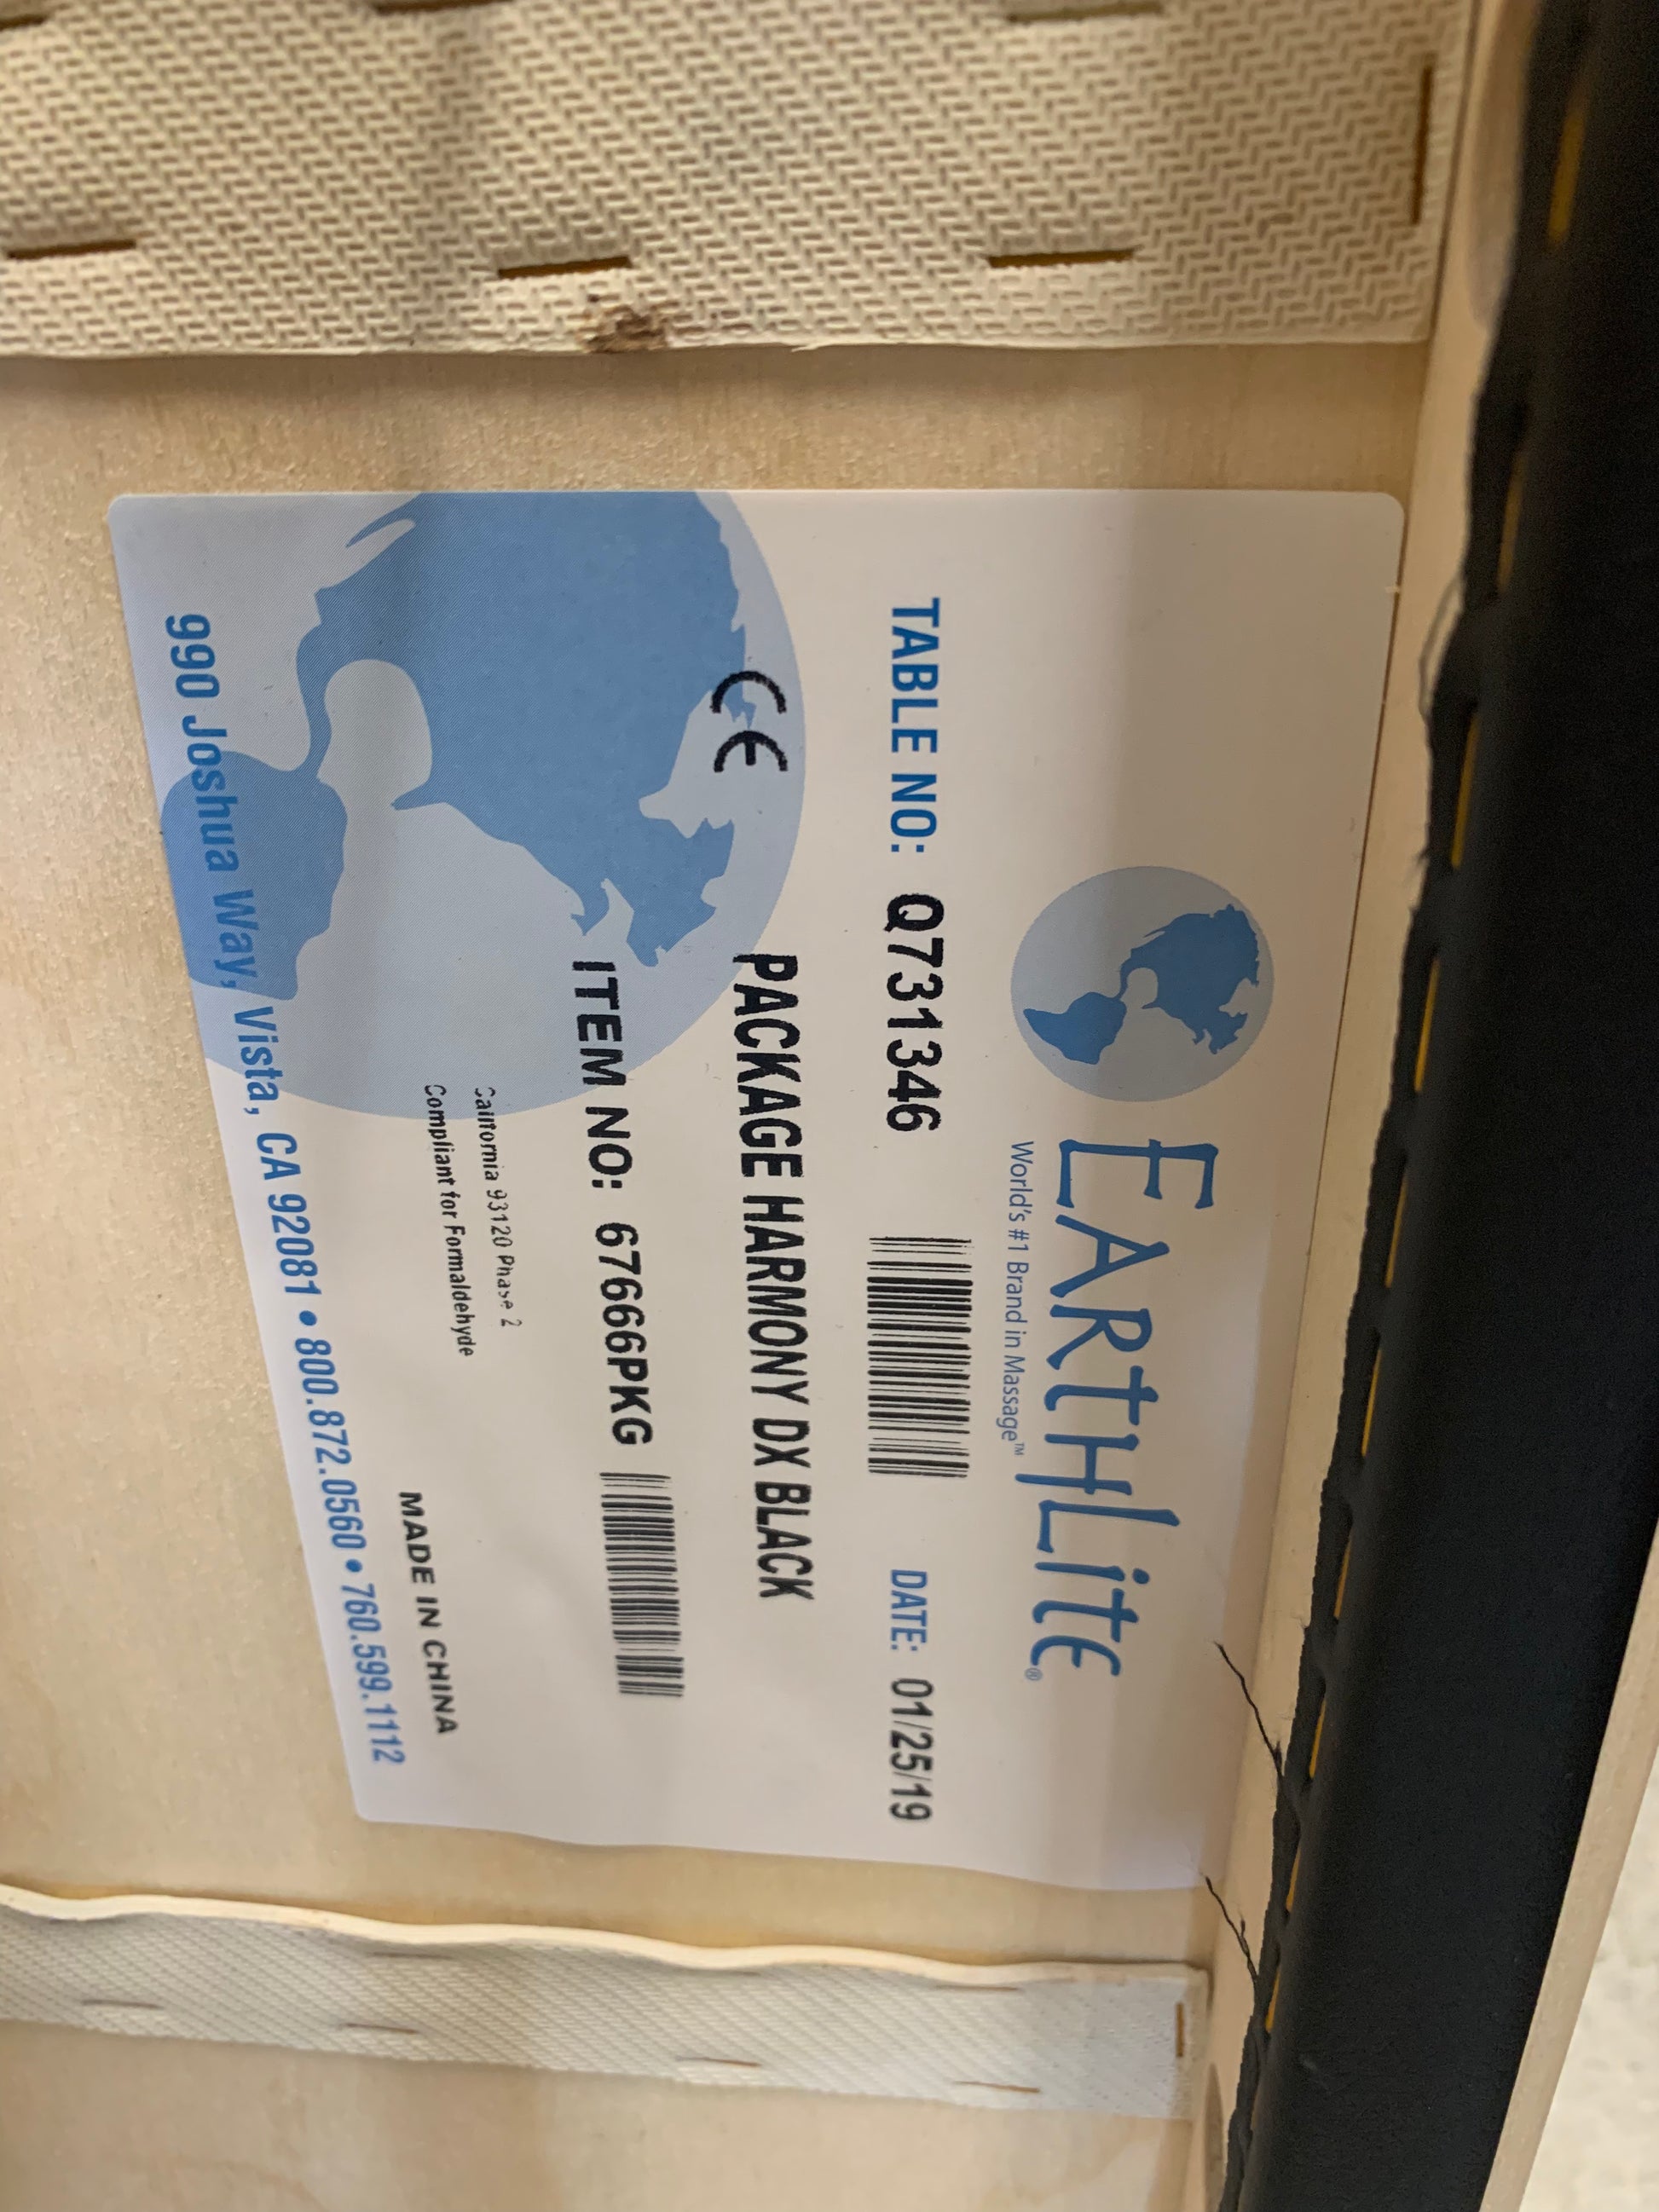 EARTHLITE®
World's #1 Brand in Massage™
TABLE NO: Q731346 DATE: 01/25/19
PACKAGE HARMONY DX BLACK
CE
ITEM NO: 67666PKG
California 93120 Phase 2
Compliant for Formaldehyde
MADE IN CHINA
990 Joshua Way, Vista, CA 92081 • 800.872.0560 • 760.599.1112